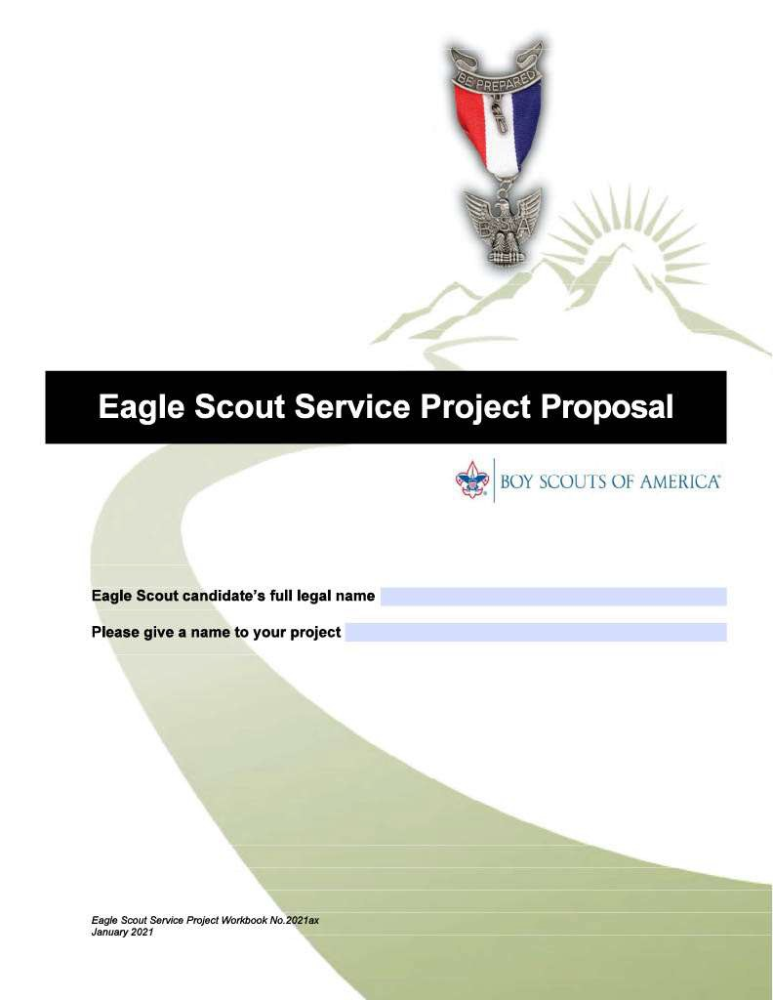 BE PREPARED
BSA
Eagle Scout Service Project Proposal
BOY SCOUTS OF AMERICA®
Eagle Scout candidate’s full legal name
Please give a name to your project
Eagle Scout Service Project Workbook No.2021ax
January 2021